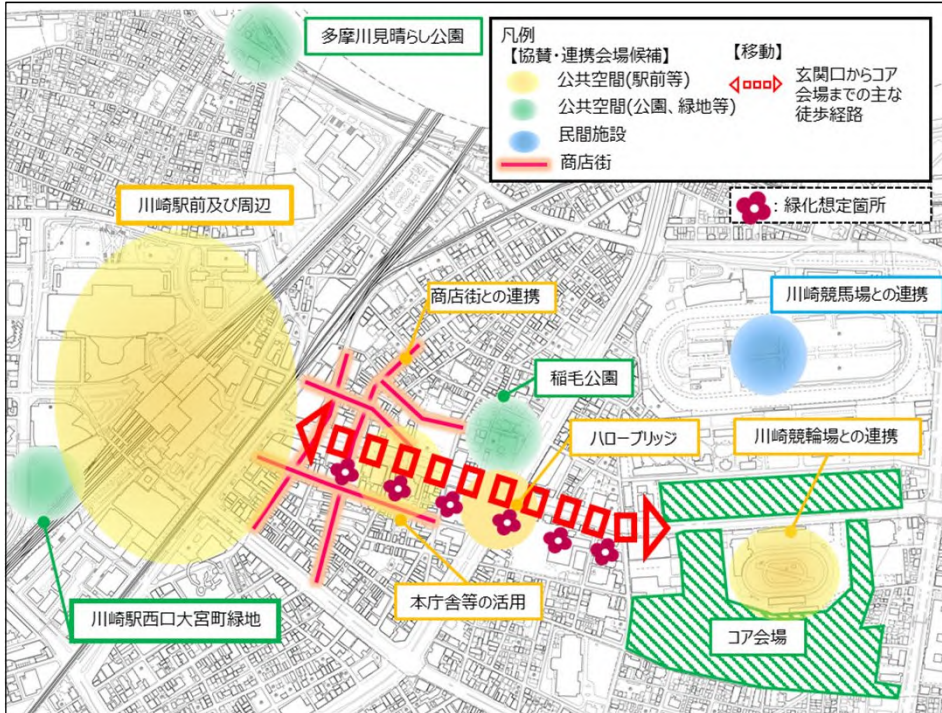 多摩川見晴らし公園
凡例
【協賛・連携会場候補】
【移動】
公共空間(駅前等)
公共空間(公園、緑地等)
民間施設
商店街
玄関口からコア
会場までの主な
徒歩経路
：緑化想定箇所
川崎駅前及び周辺
商店街との連携
川崎競馬場との連携
稲毛公園
ハローブリッジ
川崎競輪場との連携
本庁舎等の活用
川崎駅西口大宮町緑地
コア会場